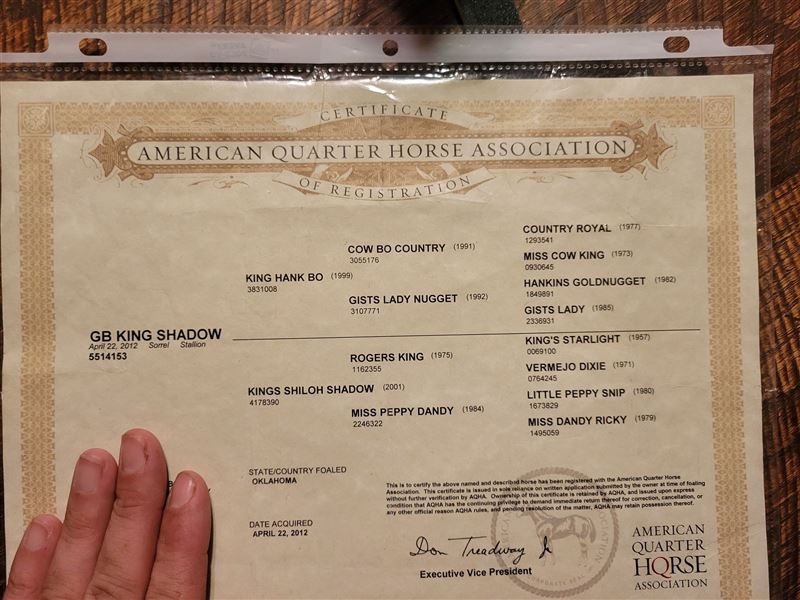 CERTIFICATE
AMERICAN QUARTER HORSE ASSOCIATION
OF REGISTRATION
COUNTRY ROYAL (1977)
1293541
COW BO COUNTRY (1991)
3055176
MISS COW KING (1973)
0930645
KING HANK BO (1999)
3831008
HANKINS GOLDNUGGET (1982)
1849891
GISTS LADY NUGGET (1992)
3107771
GISTS LADY (1985)
2336931
GB KING SHADOW
April 22, 2012 Sorrel Stallion
5514153
KING'S STARLIGHT (1957)
0069100
ROGERS KING (1975)
1162355
VERMEJO DIXIE (1971)
0764245
KINGS SHILOH SHADOW (2001)
4178390
LITTLE PEPPY SNIP (1980)
1673829
MISS PEPPY DANDY (1984)
2246322
MISS DANDY RICKY (1979)
1495059
STATE/COUNTRY FOALED
OKLAHOMA
DATE ACQUIRED
APRIL 22, 2012
This is to certify the above named and described horse has been registered with the American Quarter Horse
Association. This certificate is issued in sole reliance on written application submitted by the owner at time of foaling
without further verification by AQHA. Ownership of this certificate is retained by AQHA, and issued upon express
condition that AQHA has the continuing privilege to demand immediate return thereof for correction, cancellation, or
any other official reason AQHA rules, and pending resolution of the matter, AQHA may retain possession thereof.
Don Treadway Jr
Executive Vice President
AMERICAN
QUARTER
HORSE
ASSOCIATION